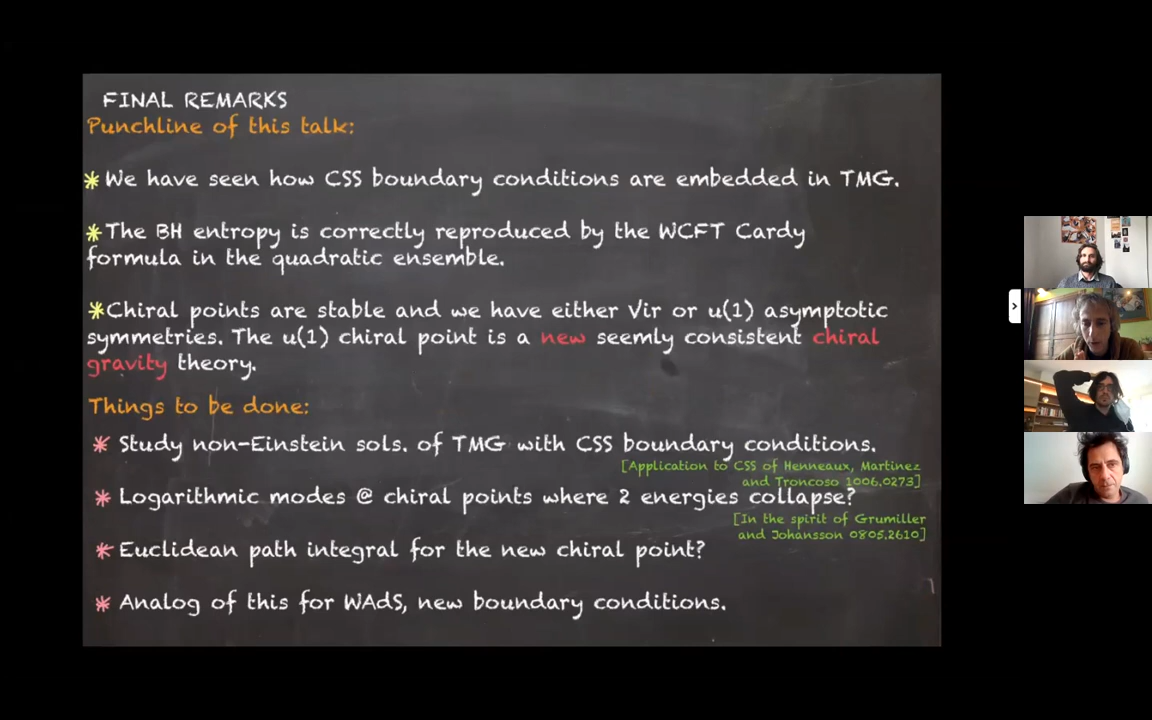 FINAL REMARKS
Punchline of this talk:
* We have seen how CSS boundary conditions are embedded in TMG.
* The BH entropy is correctly reproduced by the WCFT Cardy
formula in the quadratic ensemble.
* Chiral points are stable and we have either Vir or u(1) asymptotic
symmetries. The u(1) chiral point is a new seemly consistent chiral
gravity theory.
Things to be done:
* Study non-Einstein sols. of TMG with CSS boundary conditions.
[Application to CSS of Henneaux, Martinez
and Troncoso 1006.0273]
* Logarithmic modes @ chiral points where 2 energies collapse?
[In the spirit of Grumiller
and Johansson 0805.2610]
* Euclidean path integral for the new chiral point?
* Analog of this for WAdS, new boundary conditions.